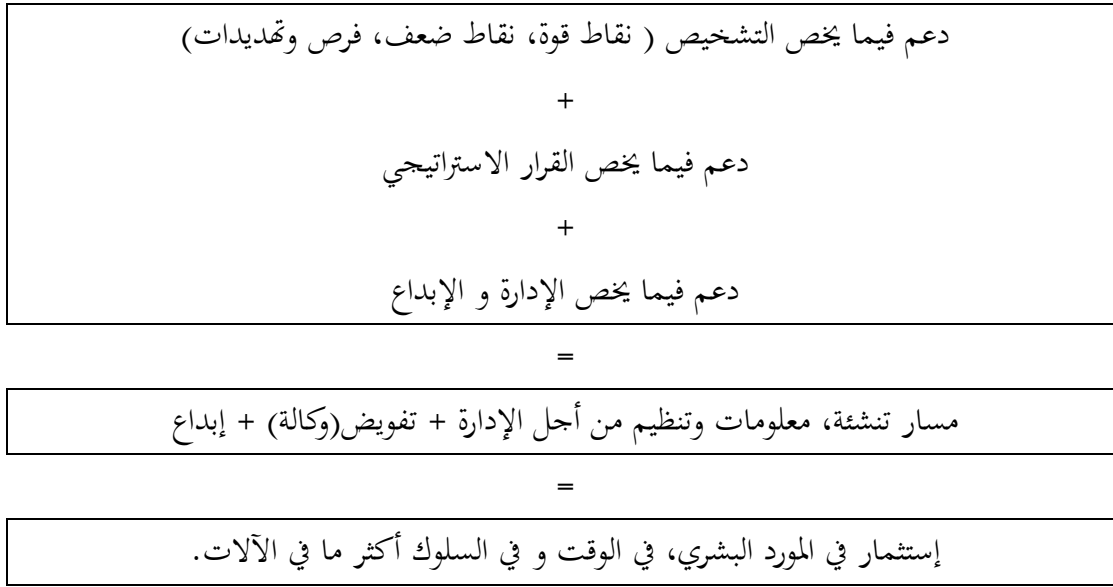 دعم فيما يخص التشخيص ( نقاط قوة، نقاط ضعف، فرص وتهديدات)
+
دعم فيما يخص القرار الاستراتيجي
+
دعم فيما يخص الإدارة و الإبداع
=
مسار تنشئة، معلومات وتنظيم من أجل الإدارة + تفويض(وكالة) + إبداع
=
إستثمار في المورد البشري، في الوقت و في السلوك أكثر ما في الآلات.